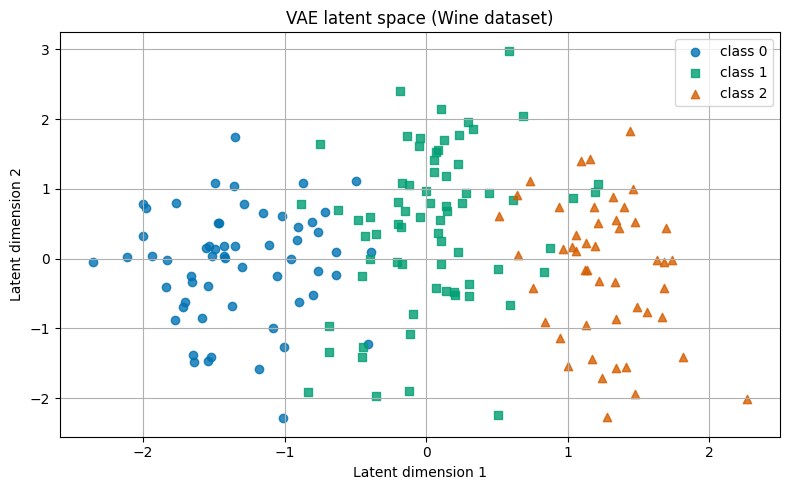 VAE latent space (Wine dataset)
class 0
class 1
class 2
3
2
1
0
−1
−2
Latent dimension 2
−2
−1
0
1
2
Latent dimension 1